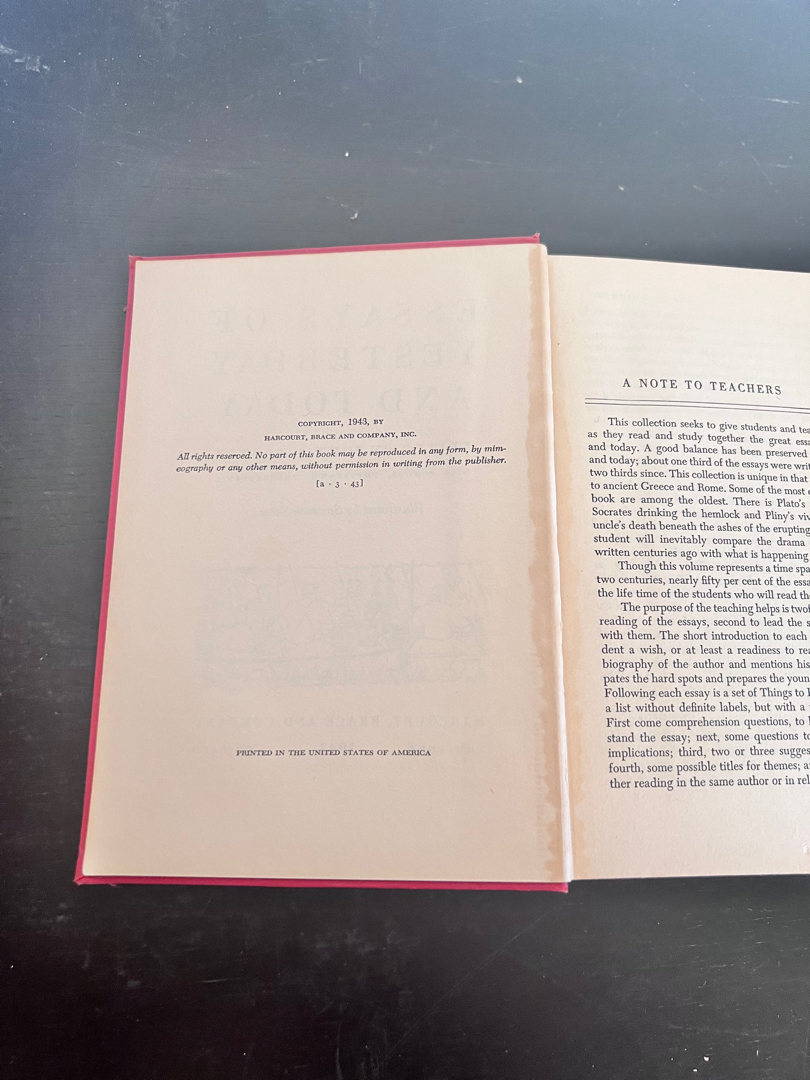 COPYRIGHT, 1943, BY
HARCOURT, BRACE AND COMPANY, INC.
All rights reserved. No part of this book may be reproduced in any form, by mim-
eography or any other means, without permission in writing from the publisher.
[a · 3 · 43]
PRINTED IN THE UNITED STATES OF AMERICA
A NOTE TO TEACHERS
This collection seeks to give students and
as they read and study together the great
and today. A good balance has been preserved
and today; about one third of the essays were
two thirds since. This collection is unique in that
to ancient Greece and Rome. Some of the most
book are among the oldest. There is Plato's
Socrates drinking the hemlock and Pliny's
uncle's death beneath the ashes of the erupting
student will inevitably compare the drama
written centuries ago with what is happening
Though this volume represents a time
two centuries, nearly fifty per cent of the
the life time of the students who will read
The purpose of the teaching helps is
reading of the essays, second to lead the
with them. The short introduction to each
dent a wish, or at least a readiness to
biography of the author and mentions his
pates the hard spots and prepares the
Following each essay is a set of Things to
a list without definite labels, but with a
First come comprehension questions, to
stand the essay; next, some questions
implications; third, two or three
fourth, some possible titles for themes;
ther reading in the same author or in